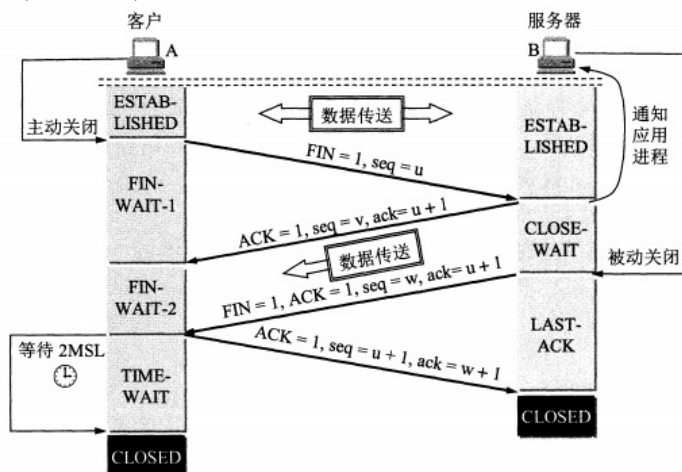 客户
服务器
A
B
ESTAB-
LISHED
数据传送
ESTAB-
LISHED
通知
应用
进程
主动关闭
FIN = 1, seq = u
FIN-
WAIT-1
ACK = 1, seq = v, ack= u + 1
CLOSE-
WAIT
数据传送
被动关闭
FIN = 1, ACK = 1, seq = w, ack= u + 1
FIN-
WAIT-2
ACK = 1, seq = u + 1, ack = w + 1
LAST-
ACK
等待 2MSL
TIME-
WAIT
CLOSED
CLOSED